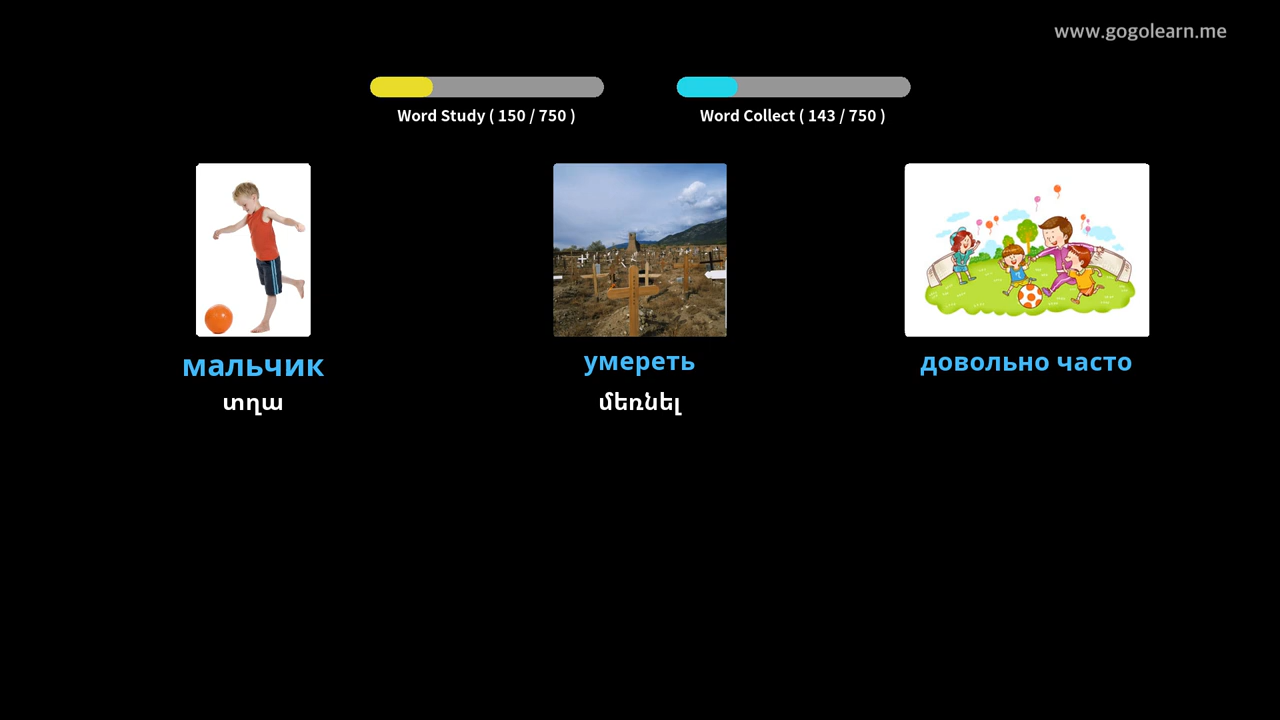 www.gogolearn.me
Word Study ( 150 / 750 )
Word Collect ( 143 / 750 )
мальчик
տղա
умереть
մեռնել
довольно часто